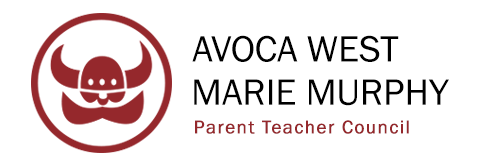 AVOCA WEST
MARIE MURPHY
Parent Teacher Council